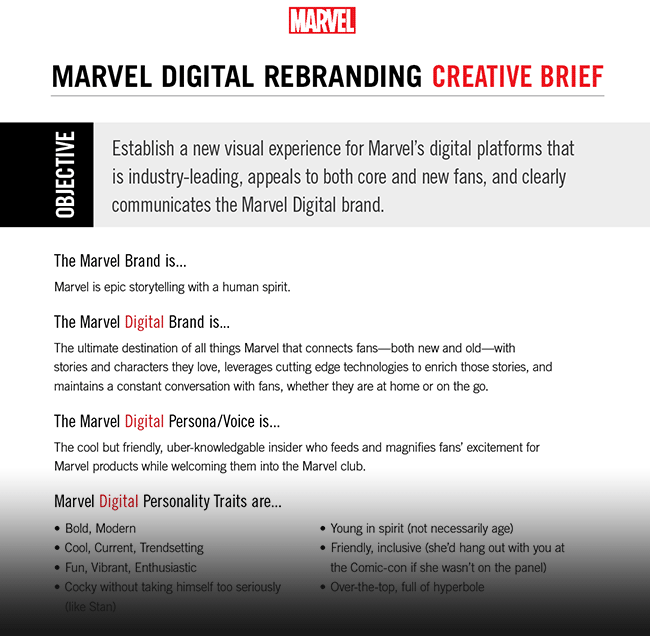 MARVEL
MARVEL DIGITAL REBRANDING CREATIVE BRIEF
OBJECTIVE
Establish a new visual experience for Marvel's digital platforms that
is industry-leading, appeals to both core and new fans, and clearly
communicates the Marvel Digital brand.
The Marvel Brand is...
Marvel is epic storytelling with a human spirit.
The Marvel Digital Brand is...
The ultimate destination of all things Marvel that connects fans—both new and old—with
stories and characters they love, leverages cutting edge technologies to enrich those stories, and
maintains a constant conversation with fans, whether they are at home or on the go.
The Marvel Digital Persona/Voice is...
The cool but friendly, uber-knowledgable insider who feeds and magnifies fans' excitement for
Marvel products while welcoming them into the Marvel club.
Marvel Digital Personality Traits are...
• Bold, Modern
• Cool, Current, Trendsetting
• Fun, Vibrant, Enthusiastic
• Cocky without taking himself too seriously
(like Stan)
• Young in spirit (not necessarily age)
• Friendly, inclusive (she'd hang out with you at
the Comic-con if she wasn't on the panel)
• Over-the-top, full of hyperbole